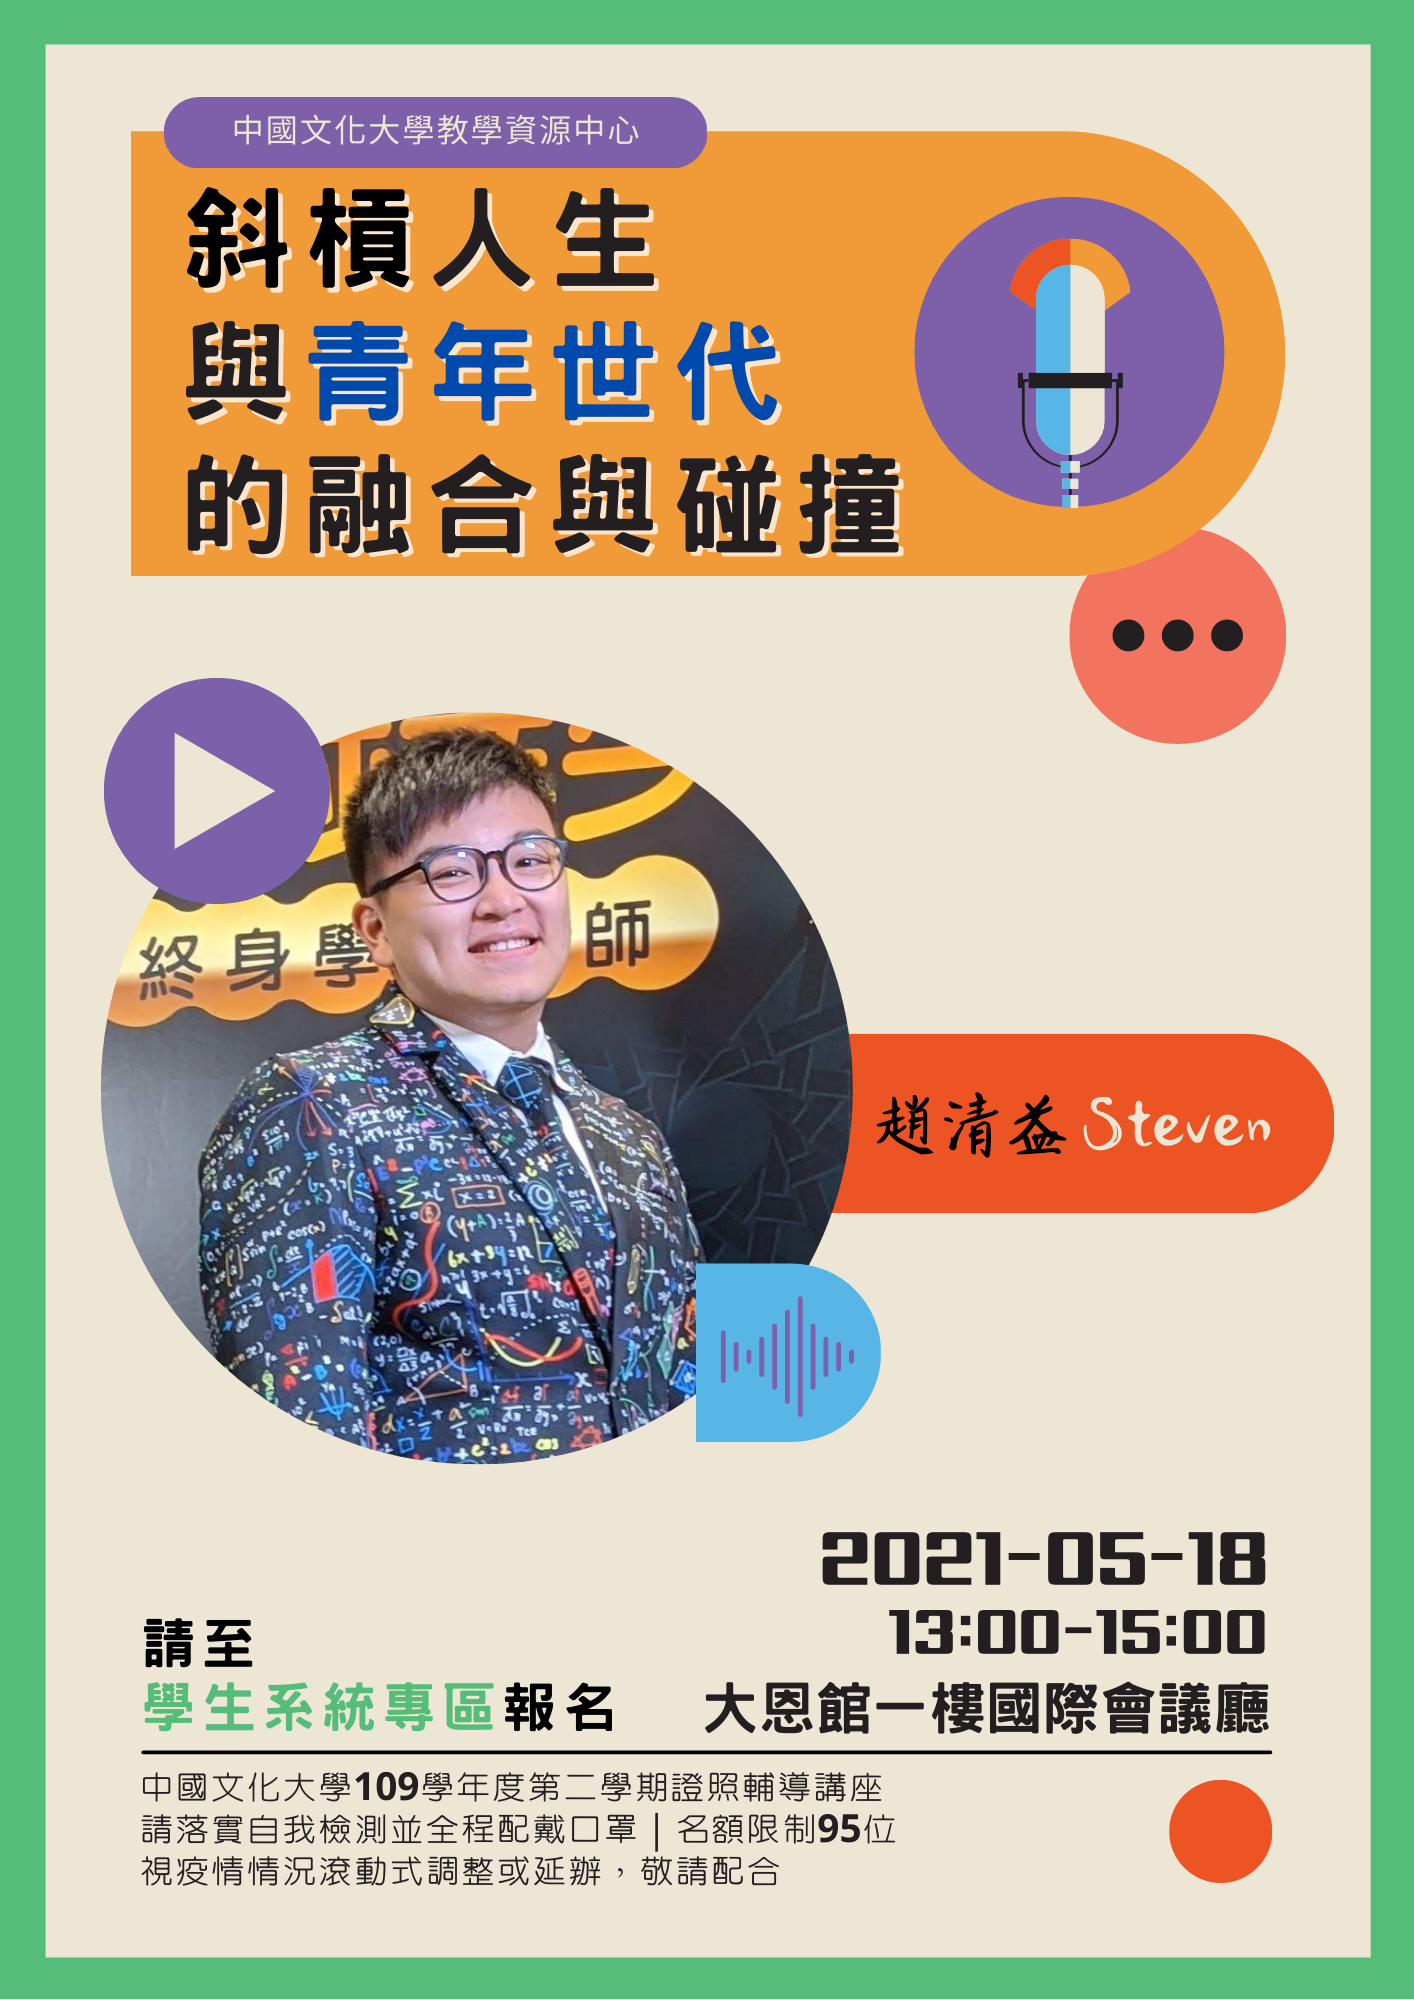 中國文化大學教學資源中心
斜槓人生
與青年世代
的融合與碰撞
終身學 師
趙清益 Steven
2021-05-18
13:00-15:00
大恩館一樓國際會議廳
請至
學生系統專區報名
中國文化大學109學年度第二學期證照輔導講座
請落實自我檢測並全程配戴口罩 | 名額限制95位
視疫情情況滾動式調整或延辦，敬請配合